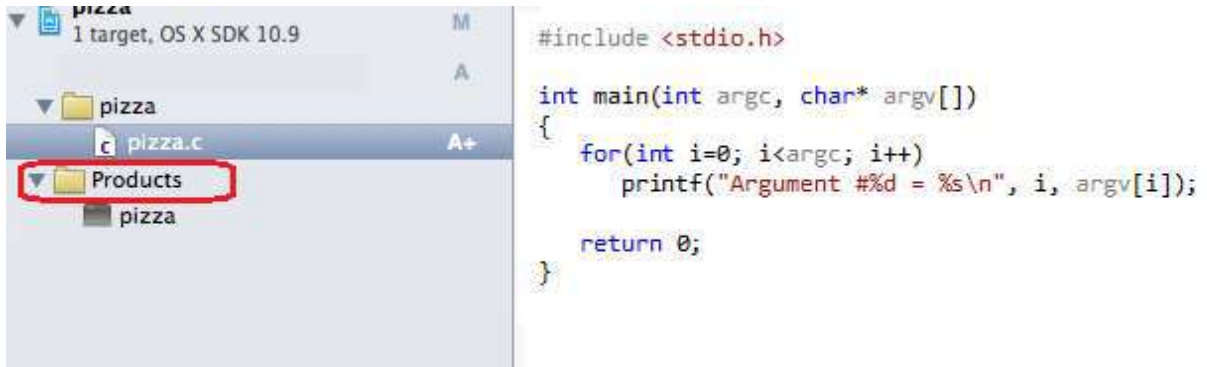 pizza
1 target, OS X SDK 10.9 M
A
pizza
c pizza.c A+
Products
pizza
#include <stdio.h>
int main(int argc, char* argv[])
{
for(int i=0; i<argc; i++)
printf("Argument #%d = %s\n", i, argv[i]);
return 0;
}